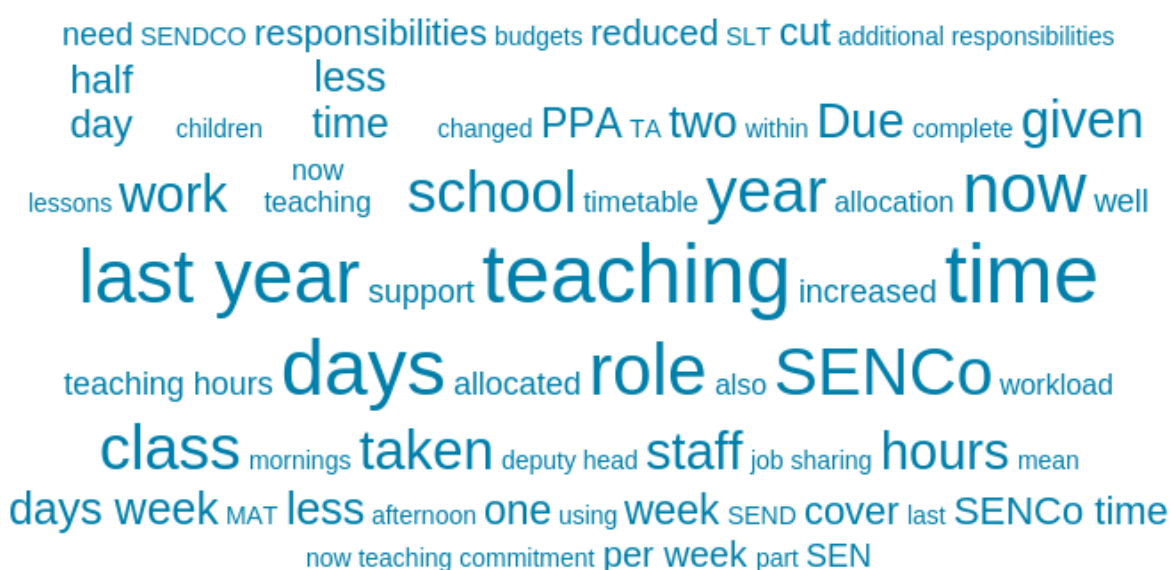 need SENDCO responsibilities budgets reduced SLT cut additional responsibilities
half day children less time changed PPA TA two within Due complete given
lessons work now teaching school timetable year allocation now well
last year support teaching increased time
teaching hours days allocated role also SENCo workload
class mornings taken deputy head staff job sharing hours mean
days week MAT less afternoon one using week SEND cover last SENCo time
now teaching commitment per week part SEN